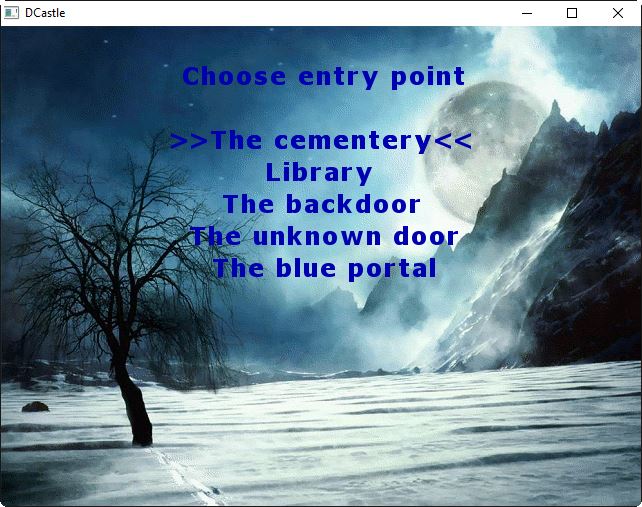 DCastle
Choose entry point
>>The cementery<<
Library
The backdoor
The unknown door
The blue portal